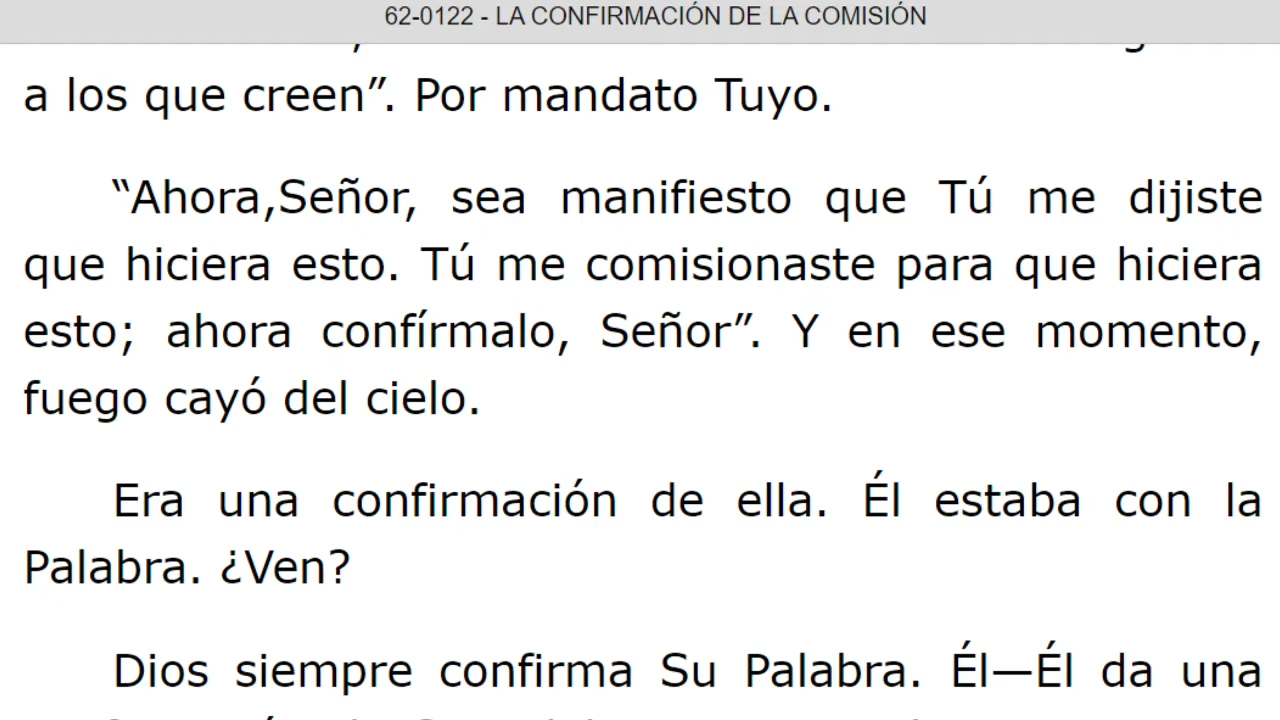 62-0122 - LA CONFIRMACIÓN DE LA COMISIÓN
a los que creen”. Por mandato Tuyo.
“Ahora,Señor, sea manifiesto que Tú me dijiste
que hiciera esto. Tú me comisionaste para que hiciera
esto; ahora confírmalo, Señor”. Y en ese momento,
fuego cayó del cielo.
Era una confirmación de ella. Él estaba con la
Palabra. ¿Ven?
Dios siempre confirma Su Palabra. Él—Él da una